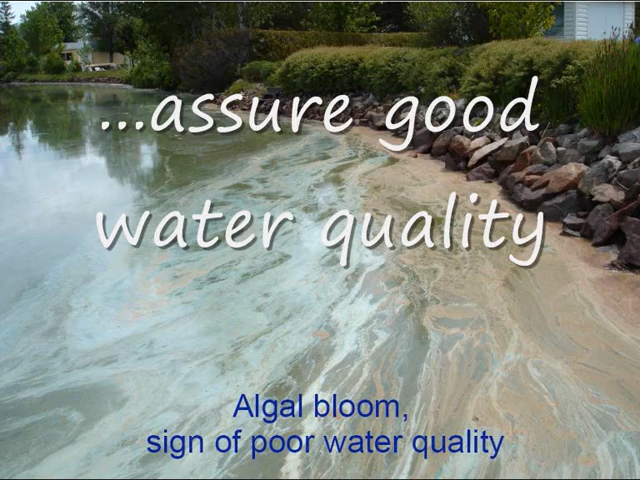 ...assure good
water quality
Algal bloom,
sign of poor water quality